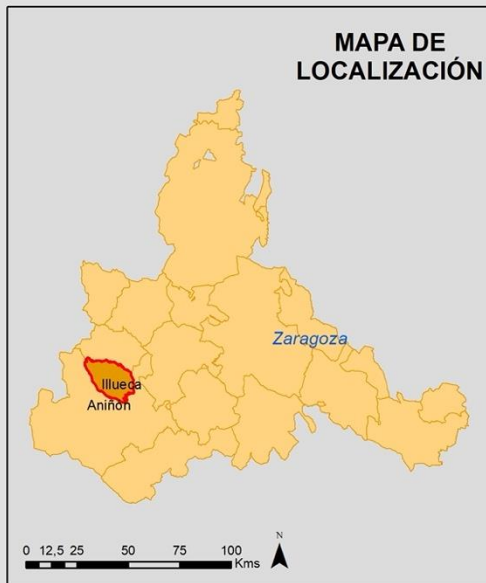 MAPA DE
LOCALIZACIÓN
Zaragoza
Illueca
Aniñón
N
0 12,5 25 50 75 100
Kms